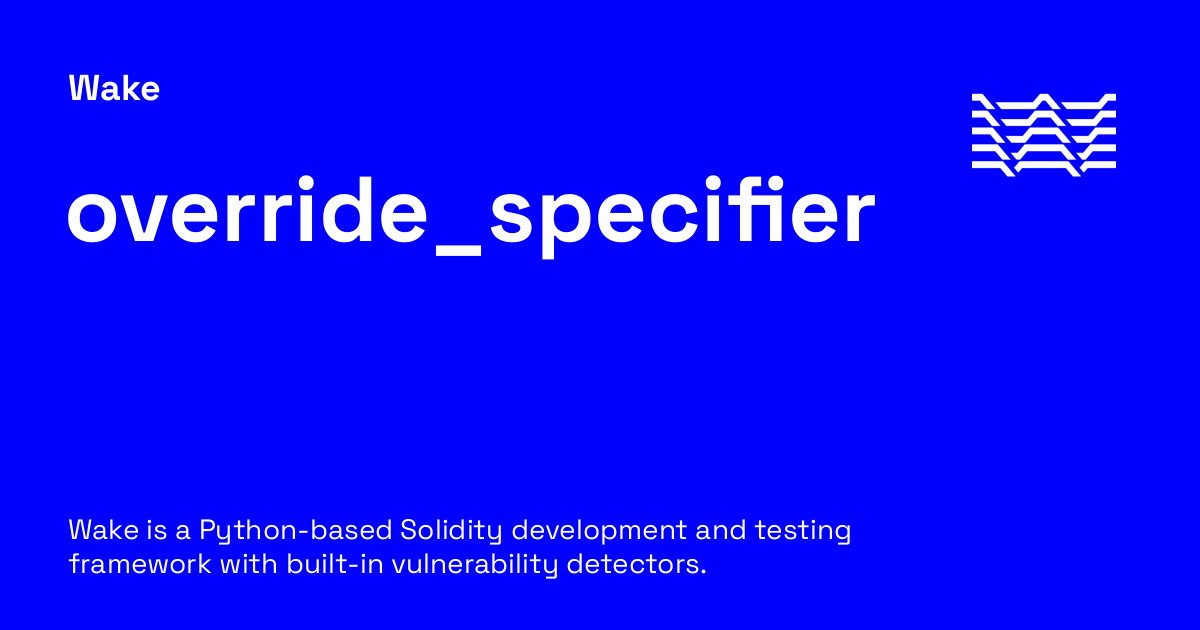 Wake
override_specifier
Wake is a Python-based Solidity development and testing
framework with built-in vulnerability detectors.